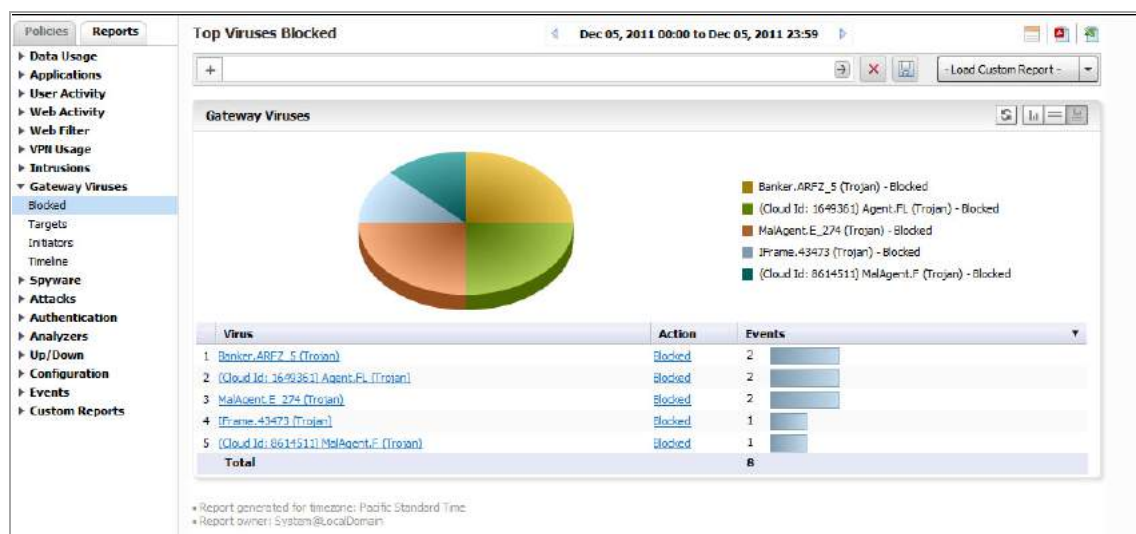 Policies Reports
Data Usage
Applications
User Activity
Web Activity
Web Filter
VPN Usage
Intrusions
Gateway Viruses
Blocked
Targets
Initiators
Timeline
Spyware
Attacks
Authentication
Analyzers
Up/Down
Configuration
Events
Custom Reports
Top Viruses Blocked Dec 05, 2011 00:00 to Dec 05, 2011 23:59
+ - Load Custom Report -
Gateway Viruses
Banker.ARFZ_5 (Trojan) - Blocked
(Cloud Id: 1649361) Agent.FL (Trojan) - Blocked
MalAgent.E_274 (Trojan) - Blocked
IFrame.43473 (Trojan) - Blocked
(Cloud Id: 8614511) MalAgent.F (Trojan) - Blocked
Virus Action Events
1 Banker.ARFZ_5 (Trojan) Blocked 2
2 (Cloud Id: 1649361) Agent.FL (Trojan) Blocked 2
3 MalAgent.E_274 (Trojan) Blocked 2
4 IFrame.43473 (Trojan) Blocked 1
5 (Cloud Id: 8614511) MalAgent.F (Trojan) Blocked 1
Total 8
Report generated for timezone: Pacific Standard Time
Report owner: System@LocalDomain